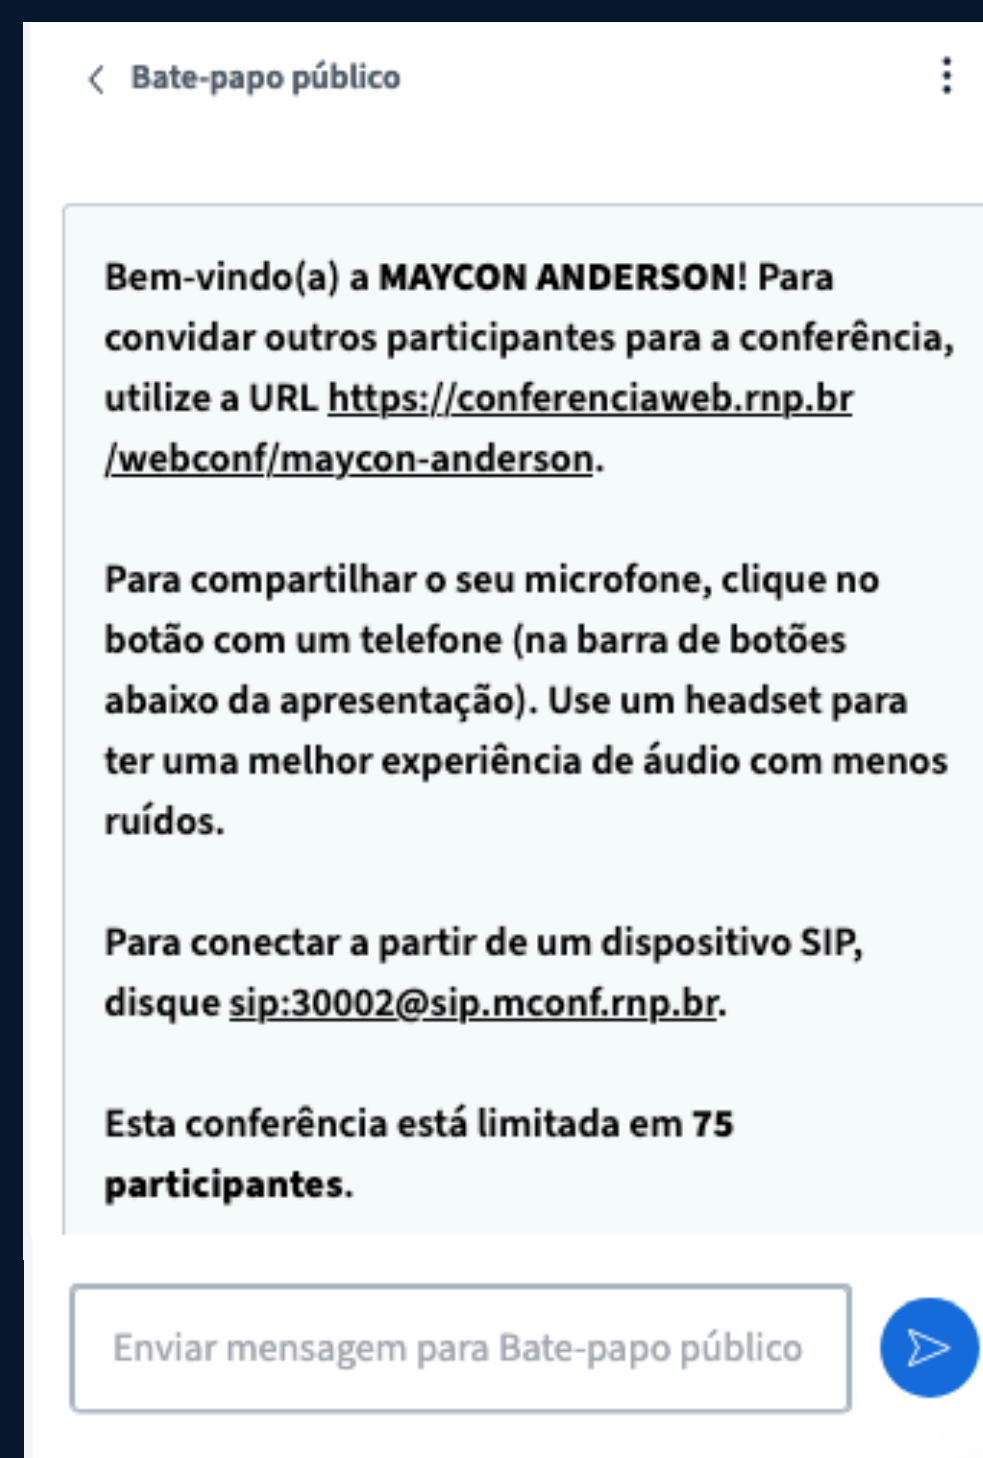 Bate-papo público
Bem-vindo(a) a MAYCON ANDERSON! Para
convidar outros participantes para a conferência,
utilize a URL https://conferenciaweb.rnp.br
/webconf/maycon-anderson.
Para compartilhar o seu microfone, clique no
botão com um telefone (na barra de botões
abaixo da apresentação). Use um headset para
ter uma melhor experiência de áudio com menos
ruídos.
Para conectar a partir de um dispositivo SIP,
disque sip:30002@sip.mconf.rnp.br.
Esta conferência está limitada em 75
participantes.
Enviar mensagem para Bate-papo público